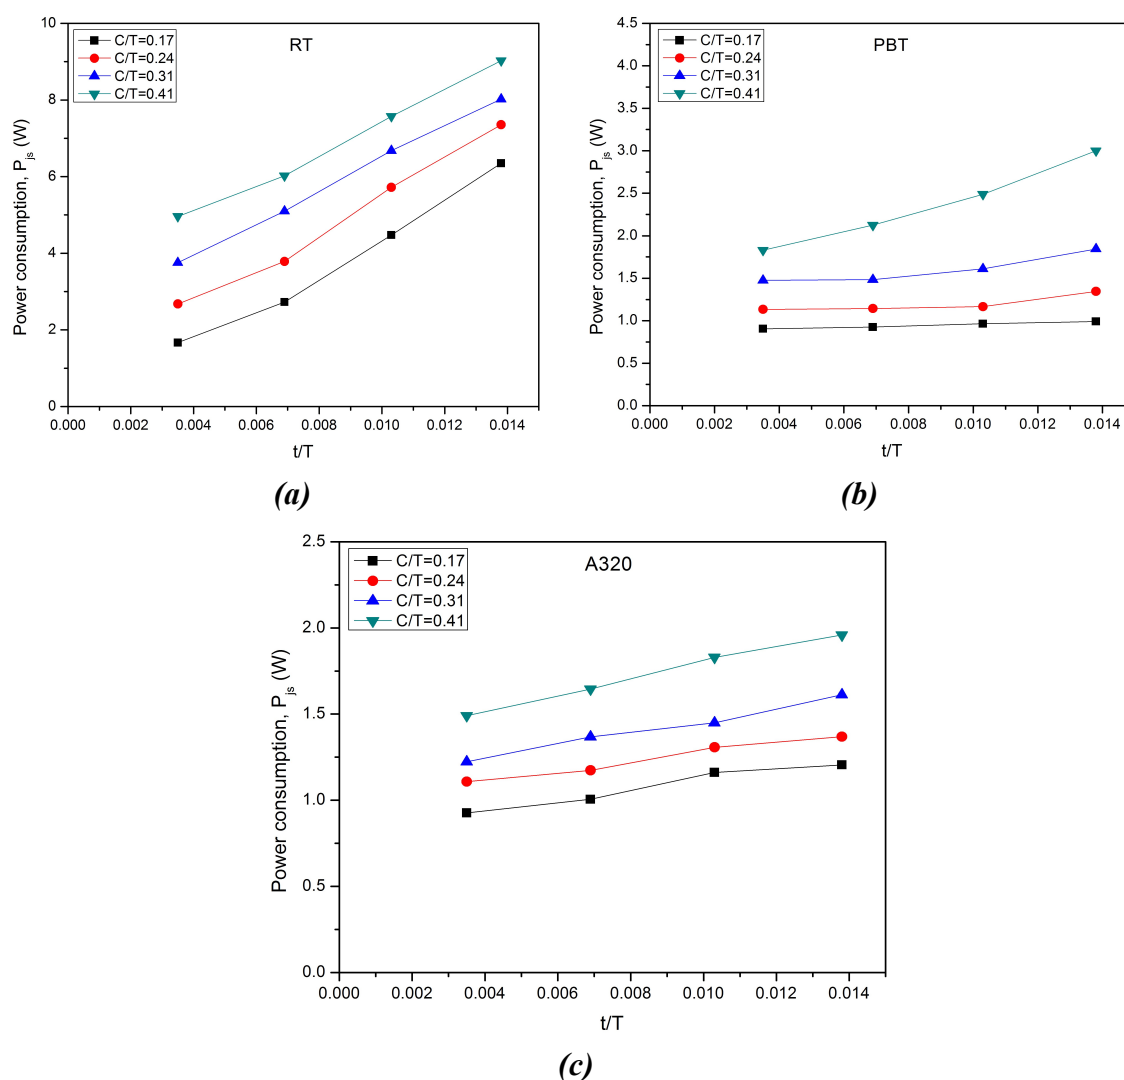 RT
C/T=0.17
C/T=0.24
C/T=0.31
C/T=0.41
Power consumption, P_js (W)
10
8
6
4
2
0
0.000 0.002 0.004 0.006 0.008 0.010 0.012 0.014
t/T
(a)
PBT
C/T=0.17
C/T=0.24
C/T=0.31
C/T=0.41
Power consumption, P_js (W)
4.5
4.0
3.5
3.0
2.5
2.0
1.5
1.0
0.5
0.0
0.000 0.002 0.004 0.006 0.008 0.010 0.012 0.014
t/T
(b)
A320
C/T=0.17
C/T=0.24
C/T=0.31
C/T=0.41
Power consumption, P_js (W)
2.5
2.0
1.5
1.0
0.5
0.0
0.000 0.002 0.004 0.006 0.008 0.010 0.012 0.014
t/T
(c)